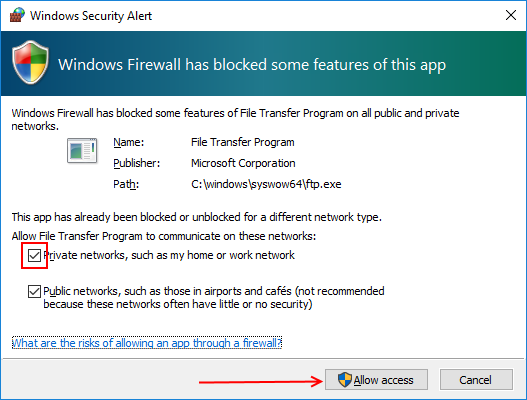 Windows Security Alert
Windows Firewall has blocked some features of this app
Windows Firewall has blocked some features of File Transfer Program on all public and private
networks.
Name: File Transfer Program
Publisher: Microsoft Corporation
Path: C:\windows\syswow64\ftp.exe
This app has already been blocked or unblocked for a different network type.
Allow File Transfer Program to communicate on these networks:
Private networks, such as my home or work network
Public networks, such as those in airports and cafés (not recommended
because these networks often have little or no security)
What are the risks of allowing an app through a firewall?
Allow access Cancel